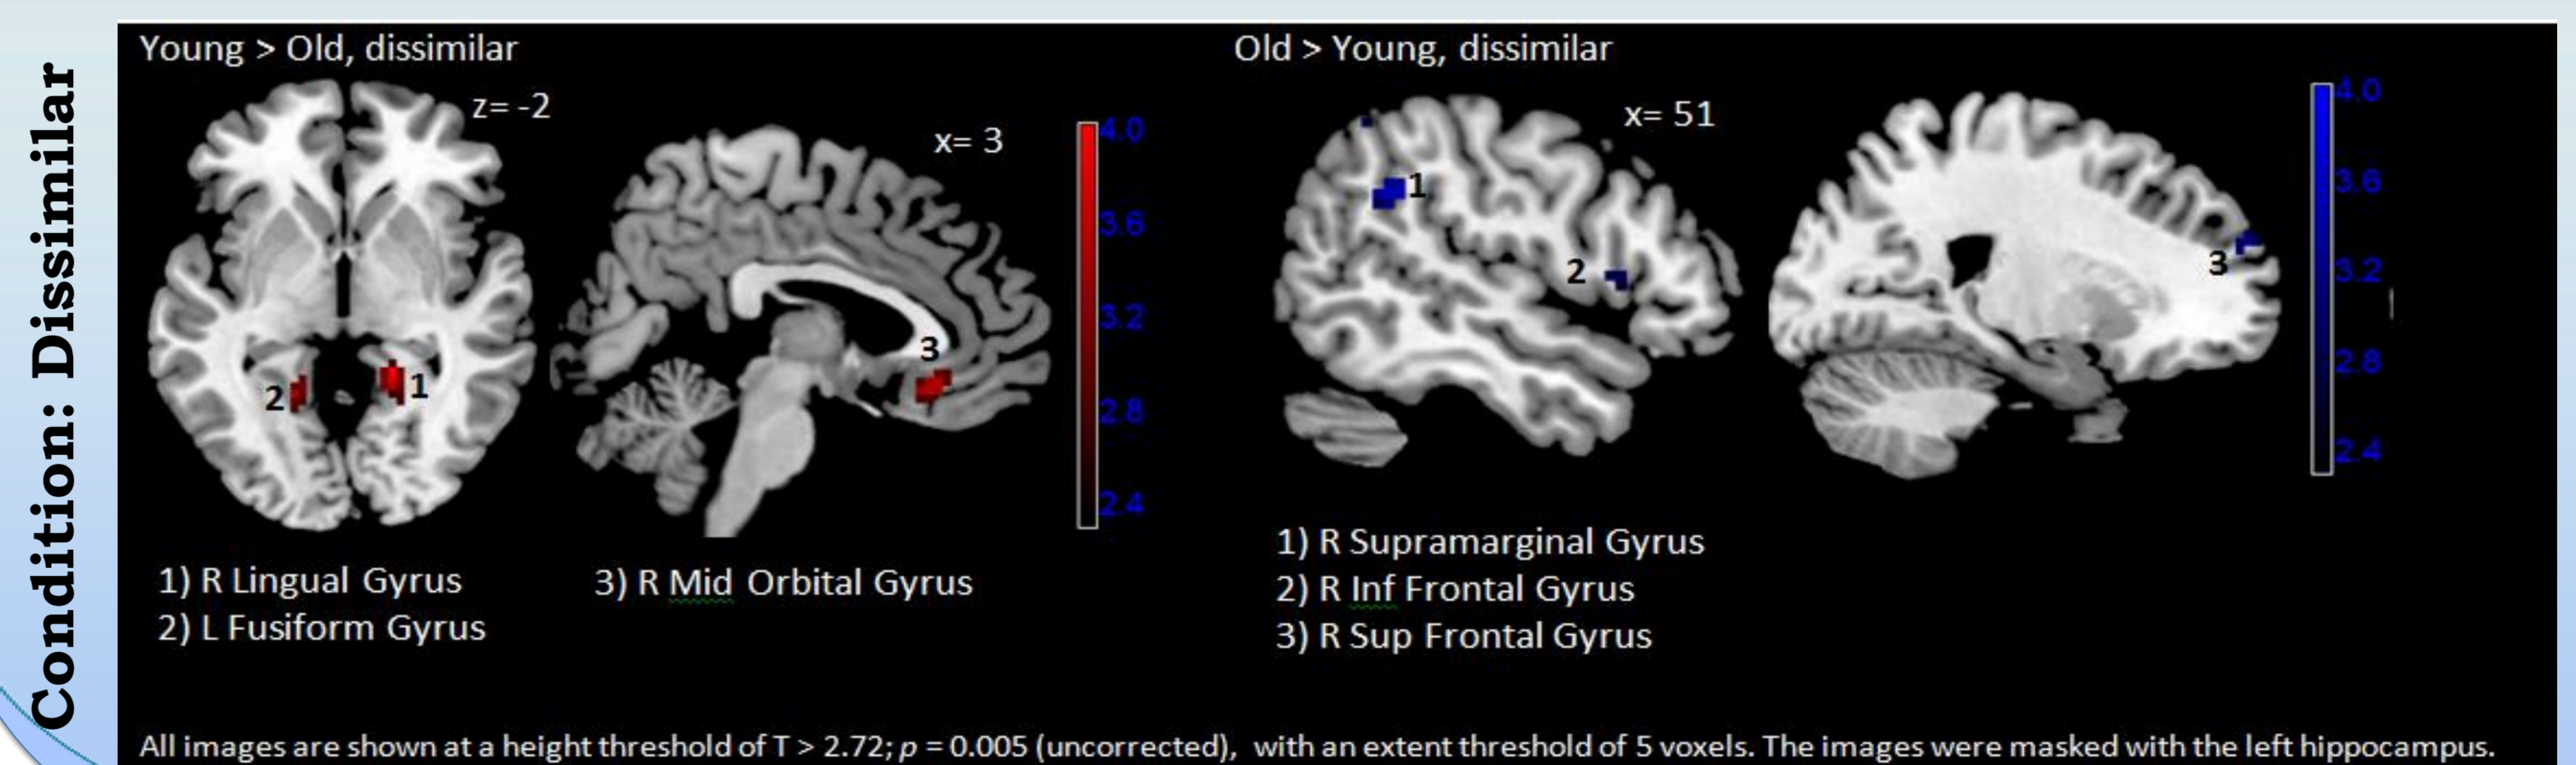 Condition: Dissimilar
Young > Old, dissimilar
z= -2
x= 3
4.0
3.6
3.2
2.8
2.4
3
2
1
1) R Lingual Gyrus
2) L Fusiform Gyrus
3) R Mid Orbital Gyrus
Old > Young, dissimilar
x= 51
4.0
3.6
3.2
2.8
2.4
1
2
3
1) R Supramarginal Gyrus
2) R Inf Frontal Gyrus
3) R Sup Frontal Gyrus
All images are shown at a height threshold of T > 2.72; p = 0.005 (uncorrected), with an extent threshold of 5 voxels. The images were masked with the left hippocampus.